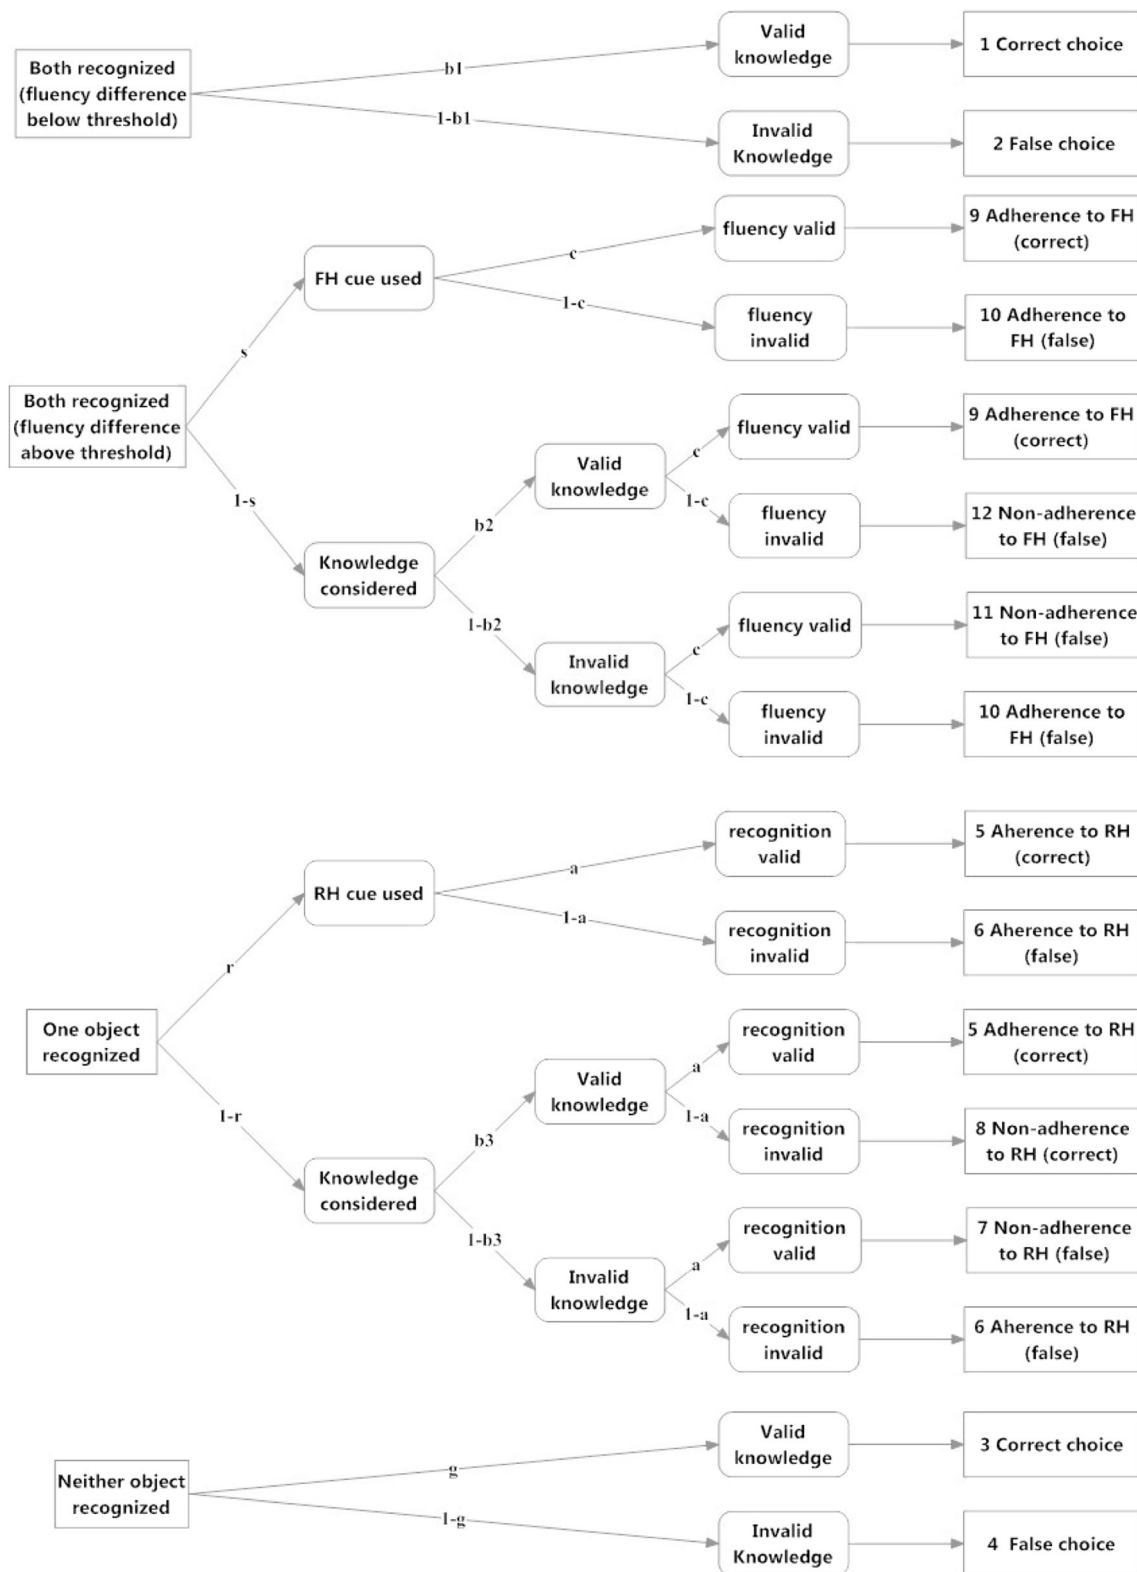 Both recognized
(fluency difference
below threshold)
b1
1-b1
Valid
knowledge
Invalid
Knowledge
1 Correct choice
2 False choice
Both recognized
(fluency difference
above threshold)
s
1-s
FH cue used
c
1-c
fluency valid
fluency
invalid
9 Adherence to FH
(correct)
10 Adherence to
FH (false)
Knowledge
considered
b2
1-b2
Valid
knowledge
c
1-c
fluency valid
fluency
invalid
9 Adherence to FH
(correct)
12 Non-adherence
to FH (false)
Invalid
knowledge
c
1-c
fluency valid
fluency
invalid
11 Non-adherence
to FH (false)
10 Adherence to
FH (false)
One object
recognized
r
1-r
RH cue used
a
1-a
recognition
valid
recognition
invalid
5 Aherence to RH
(correct)
6 Aherence to RH
(false)
Knowledge
considered
b3
1-b3
Valid
knowledge
a
1-a
recognition
valid
recognition
invalid
5 Adherence to RH
(correct)
8 Non-adherence
to RH (correct)
Invalid
knowledge
a
1-a
recognition
valid
recognition
invalid
7 Non-adherence
to RH (false)
6 Aherence to RH
(false)
Neither object
recognized
g
1-g
Valid
knowledge
Invalid
Knowledge
3 Correct choice
4 False choice